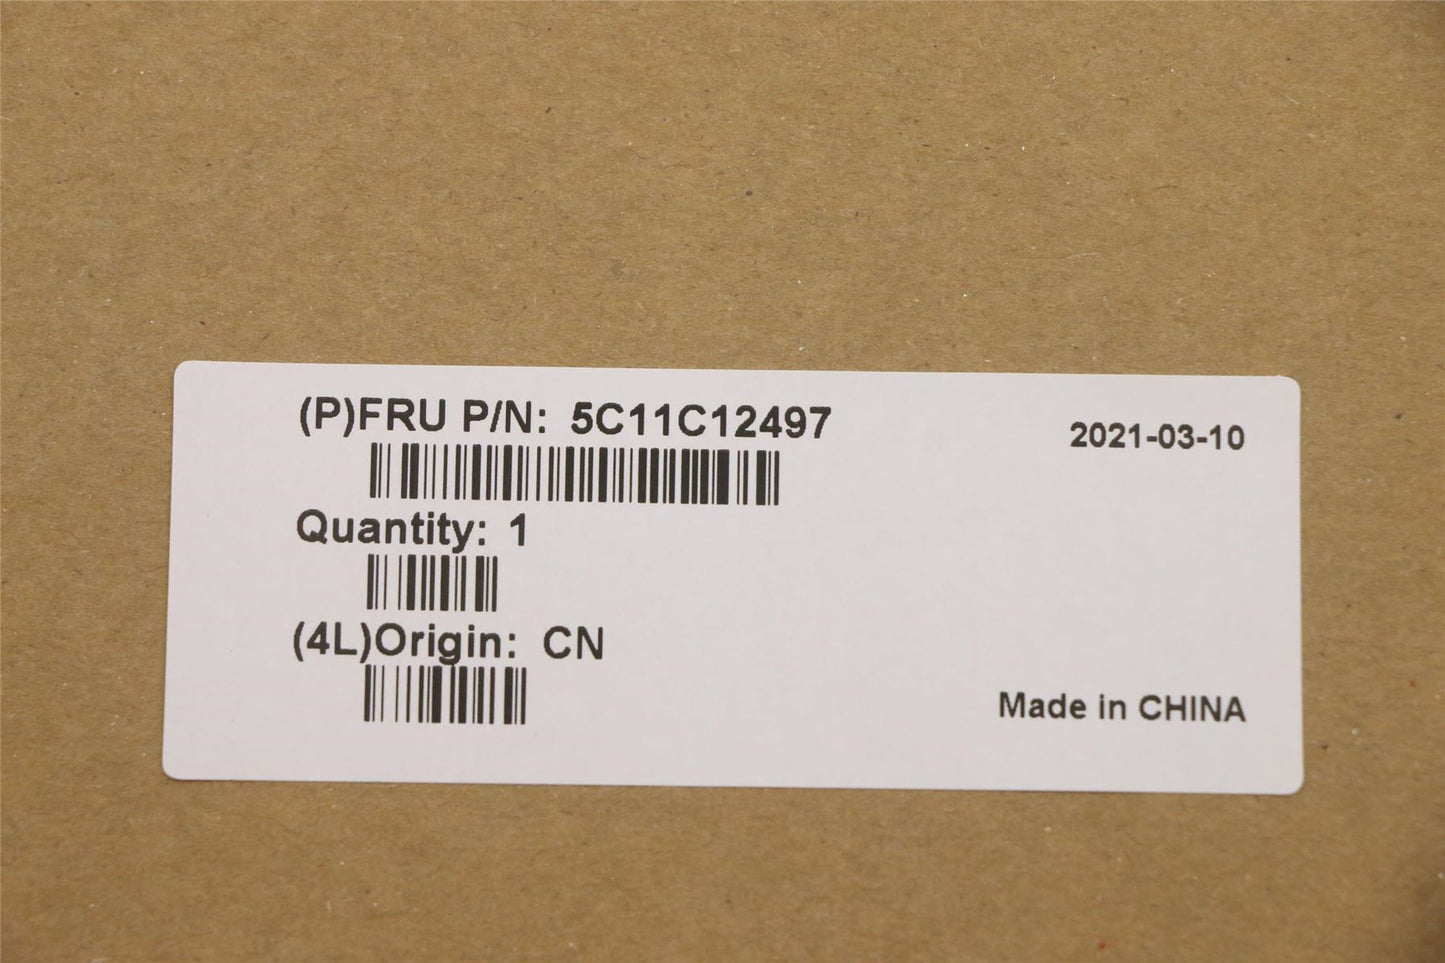 (P)FRU P/N: 5C11C12497
2021-03-10
Quantity: 1
(4L)Origin: CN
Made in CHINA